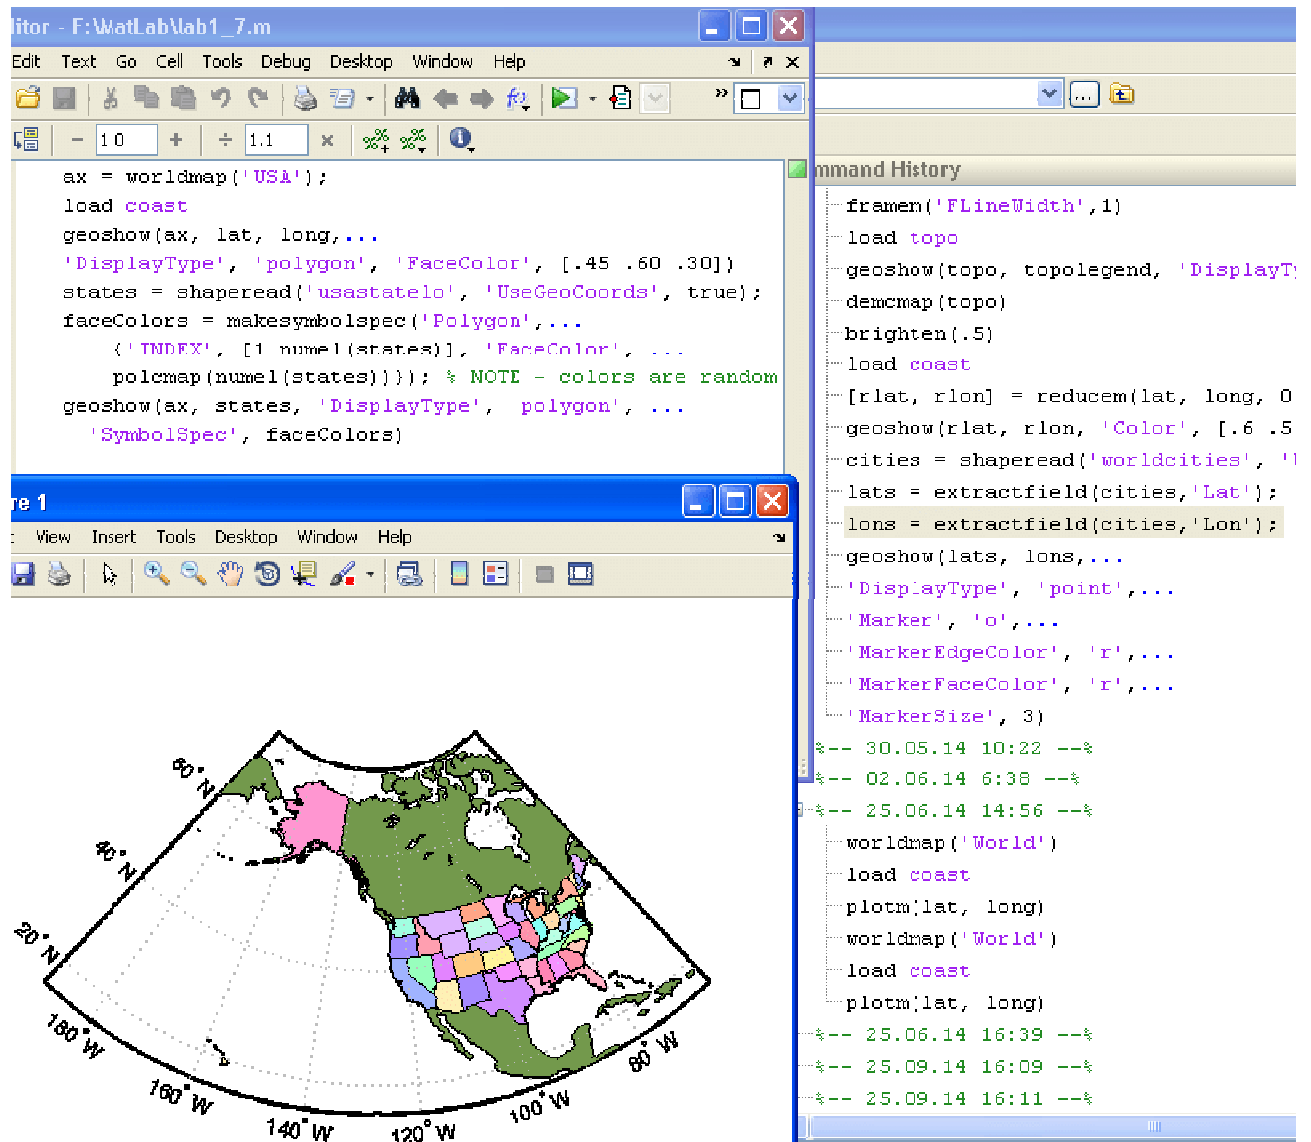 itor - F:\MatLab\lab1_7.m
Edit Text Go Cell Tools Debug Desktop Window Help
- 1.0 + ÷ 1.1 ×
ax = worldmap('USA');
load coast
geoshow(ax, lat, long,...
'DisplayType', 'polygon', 'FaceColor', [.45 .60 .30])
states = shaperead('usastatelo', 'UseGeoCoords', true);
faceColors = makesymbolspec('Polygon',...
{'INDEX', [1 numel(states)], 'FaceColor', ...
polcmap(numel(states))}); % NOTE - colors are random
geoshow(ax, states, 'DisplayType', polygon', ...
'SymbolSpec', faceColors)
re 1
View Insert Tools Desktop Window Help
60° N
40° N
20° N
180° W
160° W
140° W
120° W
100° W
80° W
mmand History
framem('FLineWidth',1)
load topo
geoshow(topo, topolegend, 'DisplayTy
demcmap(topo)
brighten(.5)
load coast
[rlat, rlon] = reducem(lat, long, 0
geoshow(rlat, rlon, 'Color', [.6 .5
cities = shaperead('worldcities', 'U
lats = extractfield(cities,'Lat');
lons = extractfield(cities,'Lon');
geoshow(lats, lons,...
'DisplayType', 'point',...
'Marker', 'o',...
'MarkerEdgeColor', 'r',...
'MarkerFaceColor', 'r',...
'MarkerSize', 3)
%-- 30.05.14 10:22 --%
%-- 02.06.14 6:38 --%
%-- 25.06.14 14:56 --%
worldmap('World')
load coast
plotm(lat, long)
worldmap('World')
load coast
plotm(lat, long)
%-- 25.06.14 16:39 --%
%-- 25.09.14 16:09 --%
%-- 25.09.14 16:11 --%